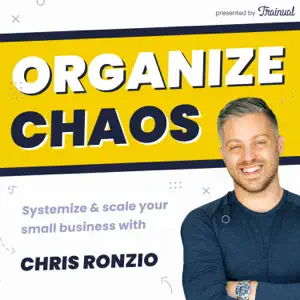 presented by Trainual
ORGANIZE
CHAOS
Systemize & scale your
small business with
CHRIS RONZIO